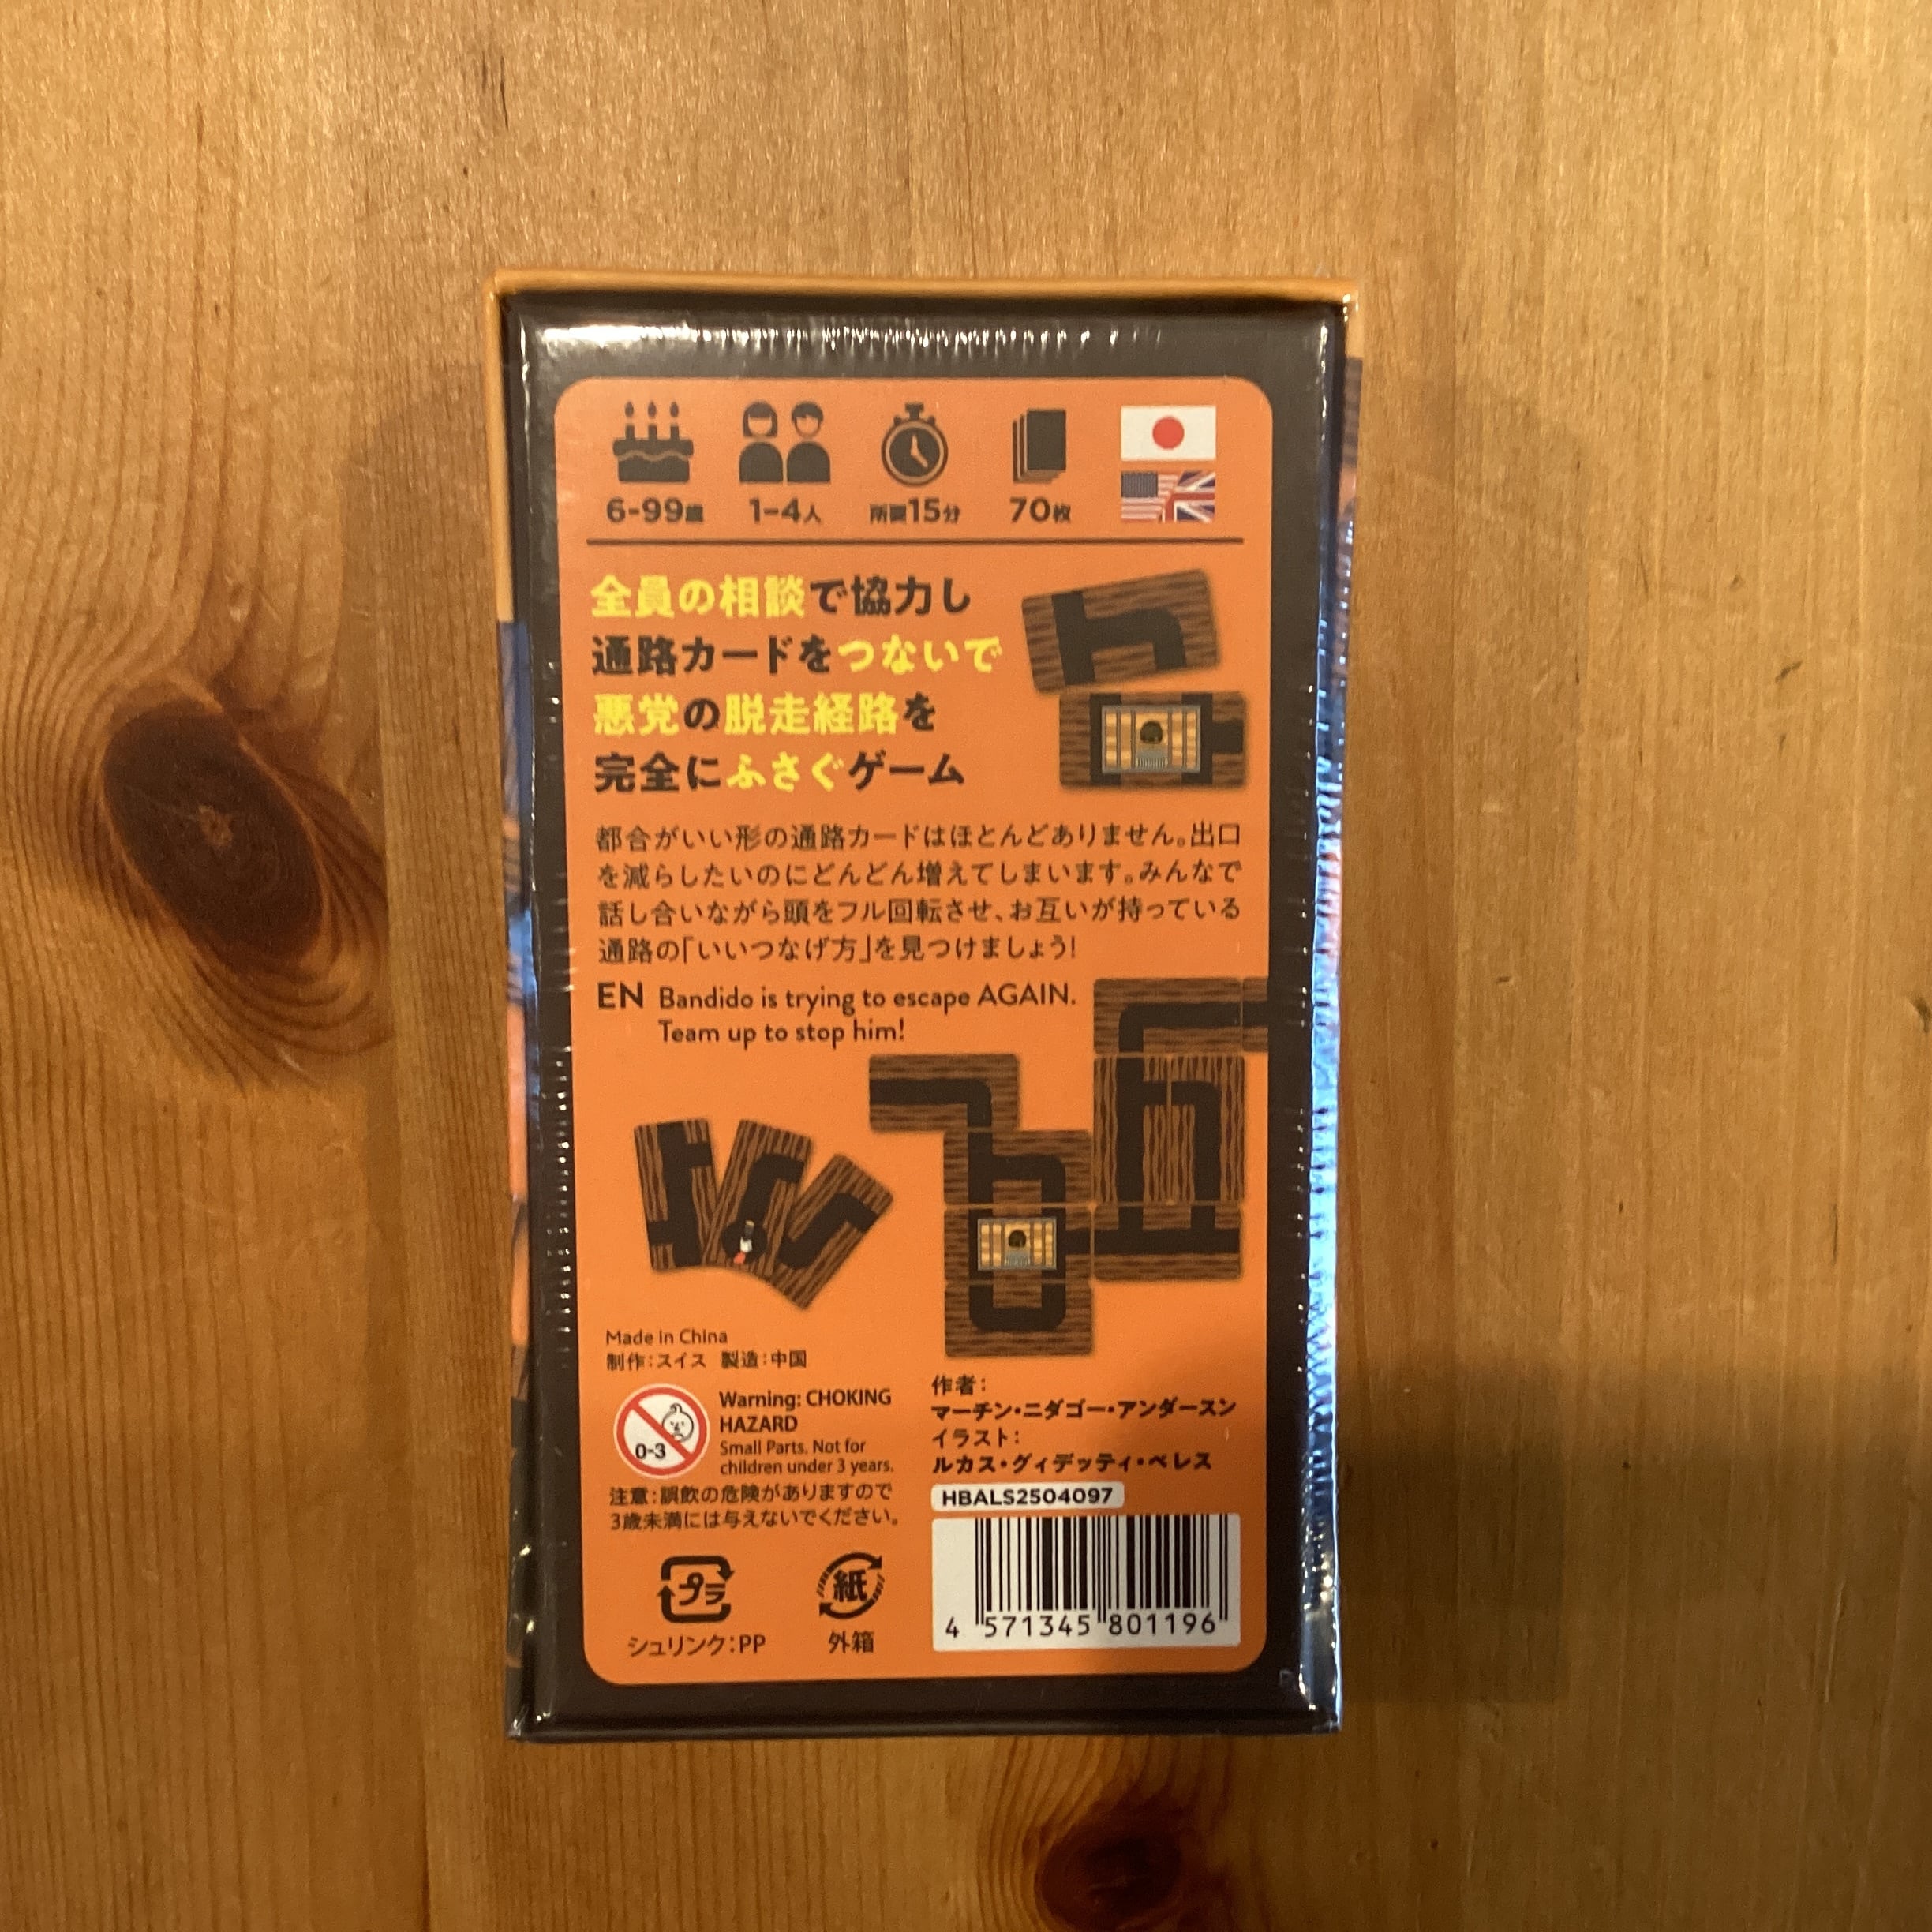 6-99歳
1-4人
所要15分
70枚
全員の相談で協力し
通路カードをつないで
悪党の脱走経路を
完全にふさぐゲーム
都合がいい形の通路カードはほとんどありません。出口
を減らしたいのにどんどん増えてしまいます。みんなで
話し合いながら頭をフル回転させ、お互いが持っている
通路の「いいつなげ方」を見つけましょう!
EN Bandido is trying to escape AGAIN.
Team up to stop him!
Made in China
制作:スイス 製造:中国
0-3
Warning: CHOKING
HAZARD
Small Parts. Not for
children under 3 years.
注意:誤飲の危険がありますので
3歳未満には与えないでください。
プラ
シュリンク:PP
紙
外箱
作者:
マーチン・ニダゴー・アンダースン
イラスト:
ルカス・グィデッティ・ペレス
HBALS2504097
4 571345 801196